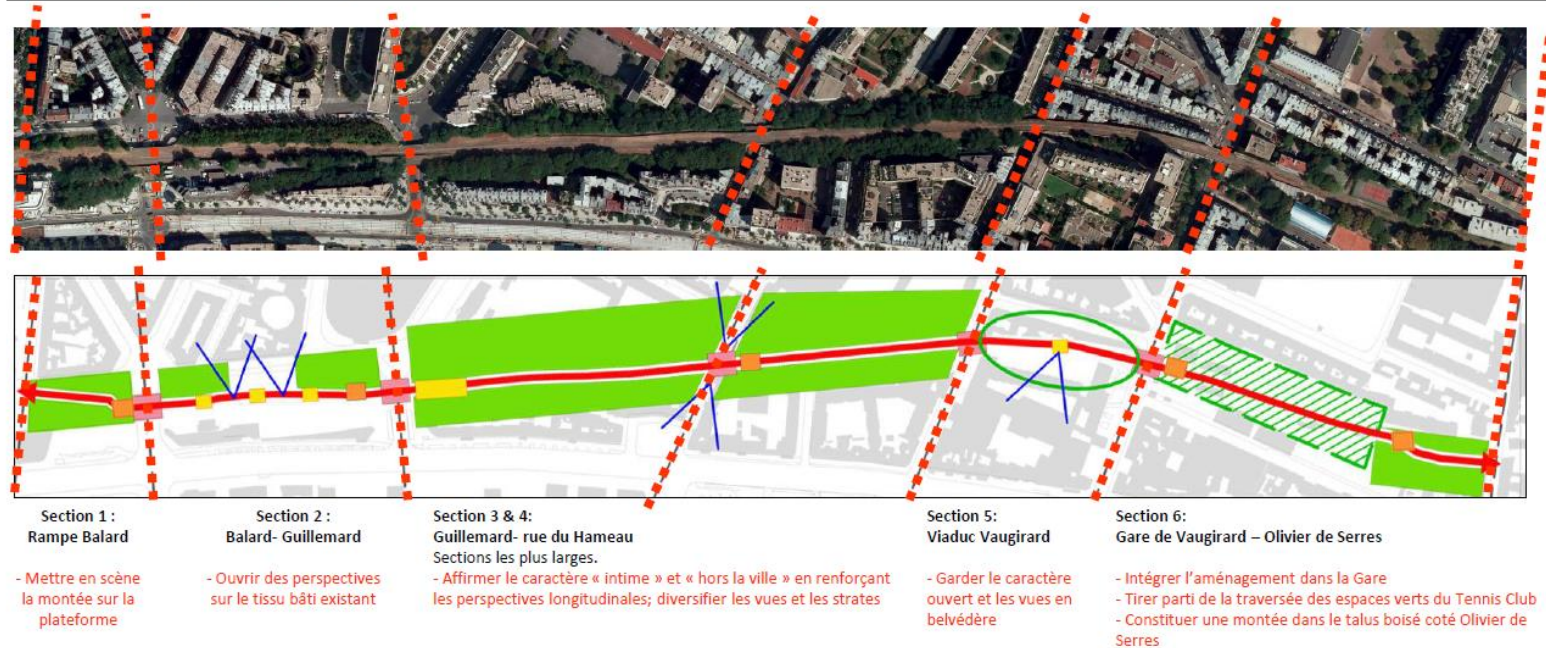 Section 1 :
Rampe Balard
- Mettre en scène
la montée sur la
plateforme
Section 2 :
Balard- Guillemard
- Ouvrir des perspectives
sur le tissu bâti existant
Section 3 & 4:
Guillemard- rue du Hameau
Sections les plus larges.
- Affirmer le caractère « intime » et « hors la ville » en renforçant
les perspectives longitudinales; diversifier les vues et les strates
Section 5:
Viaduc Vaugirard
- Garder le caractère
ouvert et les vues en
belvédère
Section 6:
Gare de Vaugirard – Olivier de Serres
- Intégrer l’aménagement dans la Gare
- Tirer parti de la traversée des espaces verts du Tennis Club
- Constituer une montée dans le talus boisé coté Olivier de
Serres